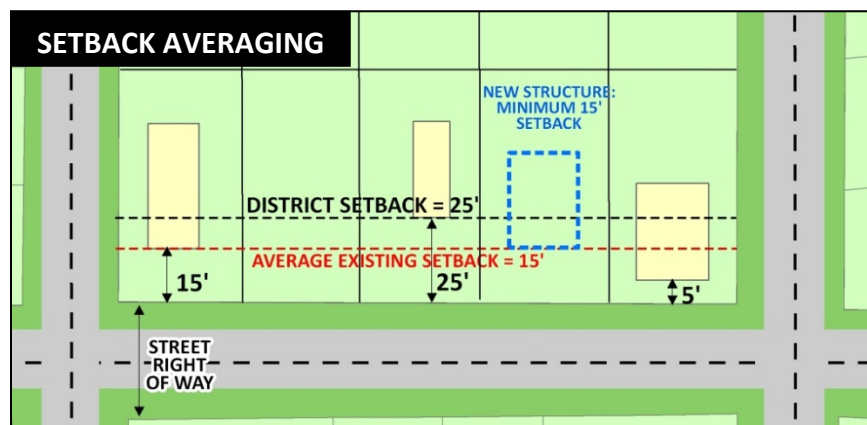 SETBACK AVERAGING
NEW STRUCTURE:
MINIMUM 15'
SETBACK
DISTRICT SETBACK = 25'
AVERAGE EXISTING SETBACK = 15'
15'
25'
5'
STREET
RIGHT
OF WAY